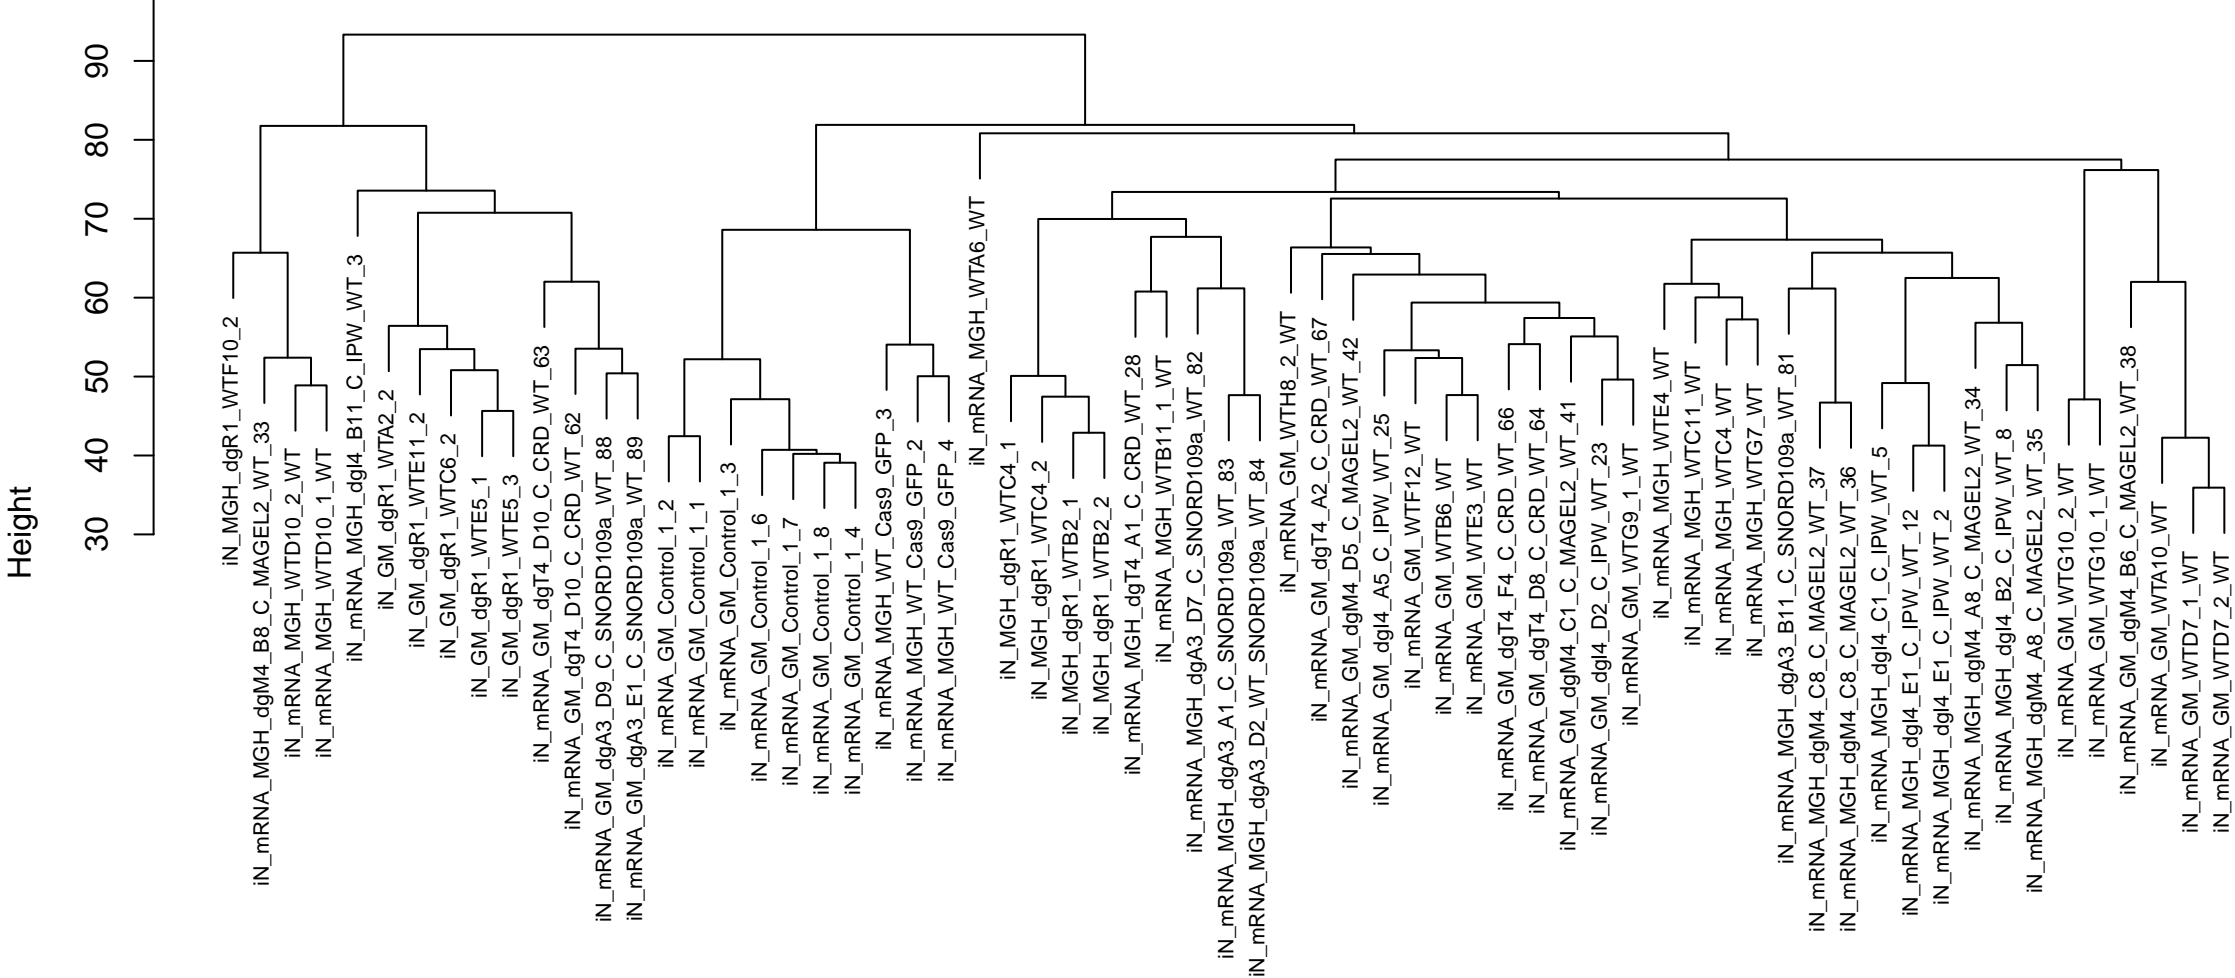 Height
90
80
70
60
50
40
30
iN_MGH_dgR1_WTF10_2
iN_mRNA_MGH_dgM4_B8_C_MAGEL2_WT_33
iN_mRNA_MGH_WTD10_2_WT
iN_mRNA_MGH_WTD10_1_WT
iN_mRNA_MGH_dgI4_B11_C_IPW_WT_3
iN_GM_dgR1_WTA2_2
iN_GM_dgR1_WTE11_2
iN_GM_dgR1_WTC6_2
iN_GM_dgR1_WTE5_1
iN_GM_dgR1_WTE5_3
iN_mRNA_GM_dgT4_D10_C_CRD_WT_63
iN_mRNA_GM_dgT4_D10_C_CRD_WT_62
iN_mRNA_GM_dgA3_D9_C_SNORD109a_WT_88
iN_mRNA_GM_dgA3_E1_C_SNORD109a_WT_89
iN_mRNA_GM_Control_1_2
iN_mRNA_GM_Control_1_1
iN_mRNA_GM_Control_1_3
iN_mRNA_GM_Control_1_6
iN_mRNA_GM_Control_1_7
iN_mRNA_GM_Control_1_8
iN_mRNA_GM_Control_1_4
iN_mRNA_MGH_WT_Cas9_GFP_3
iN_mRNA_MGH_WT_Cas9_GFP_2
iN_mRNA_MGH_WT_Cas9_GFP_4
iN_mRNA_MGH_WTA6_WT
iN_MGH_dgR1_WTC4_1
iN_MGH_dgR1_WTC4_2
iN_MGH_dgR1_WTB2_1
iN_MGH_dgR1_WTB2_2
iN_mRNA_MGH_dgT4_A1_C_CRD_WT_28
iN_mRNA_MGH_WTB11_1_WT
iN_mRNA_MGH_dgA3_D7_C_SNORD109a_WT_82
iN_mRNA_MGH_dgA3_A1_C_SNORD109a_WT_83
iN_mRNA_MGH_dgA3_D2_WT_SNORD109a_WT_84
iN_mRNA_GM_WTH8_2_WT
iN_mRNA_GM_dgT4_A2_C_CRD_WT_67
iN_mRNA_GM_dgM4_D5_C_MAGEL2_WT_42
iN_mRNA_GM_dgI4_A5_C_IPW_WT_25
iN_mRNA_GM_WTF12_WT
iN_mRNA_GM_WTB6_WT
iN_mRNA_GM_WTE3_WT
iN_mRNA_GM_dgT4_F4_C_CRD_WT_66
iN_mRNA_GM_dgT4_D8_C_CRD_WT_64
iN_mRNA_GM_dgM4_C1_C_MAGEL2_WT_41
iN_mRNA_GM_dgI4_D2_C_IPW_WT_23
iN_mRNA_GM_WTG9_1_WT
iN_mRNA_MGH_WTE4_WT
iN_mRNA_MGH_WTC11_WT
iN_mRNA_MGH_WTC4_WT
iN_mRNA_MGH_WTG7_WT
iN_mRNA_MGH_dgA3_B11_C_SNORD109a_WT_81
iN_mRNA_MGH_dgM4_C8_C_MAGEL2_WT_37
iN_mRNA_MGH_dgM4_C8_C_MAGEL2_WT_36
iN_mRNA_MGH_dgI4_C1_C_IPW_WT_5
iN_mRNA_MGH_dgI4_E1_C_IPW_WT_12
iN_mRNA_MGH_dgI4_E1_C_IPW_WT_2
iN_mRNA_MGH_dgM4_A8_C_MAGEL2_WT_34
iN_mRNA_MGH_dgI4_B2_C_IPW_WT_8
iN_mRNA_MGH_dgM4_A8_C_MAGEL2_WT_35
iN_mRNA_GM_WTG10_2_WT
iN_mRNA_GM_WTG10_1_WT
iN_mRNA_GM_dgM4_B6_C_MAGEL2_WT_38
iN_mRNA_GM_WTA10_WT
iN_mRNA_GM_WTD7_1_WT
iN_mRNA_GM_WTD7_2_WT